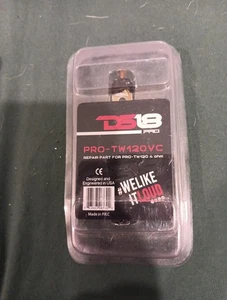 DS18
PRO
PRO-TW120VC
REPAIR PART FOR PRO-TW120 4 OHM
CE
Designed and
Engineered in USA
#WELIKE
IT LOUD
Made in P.R.C